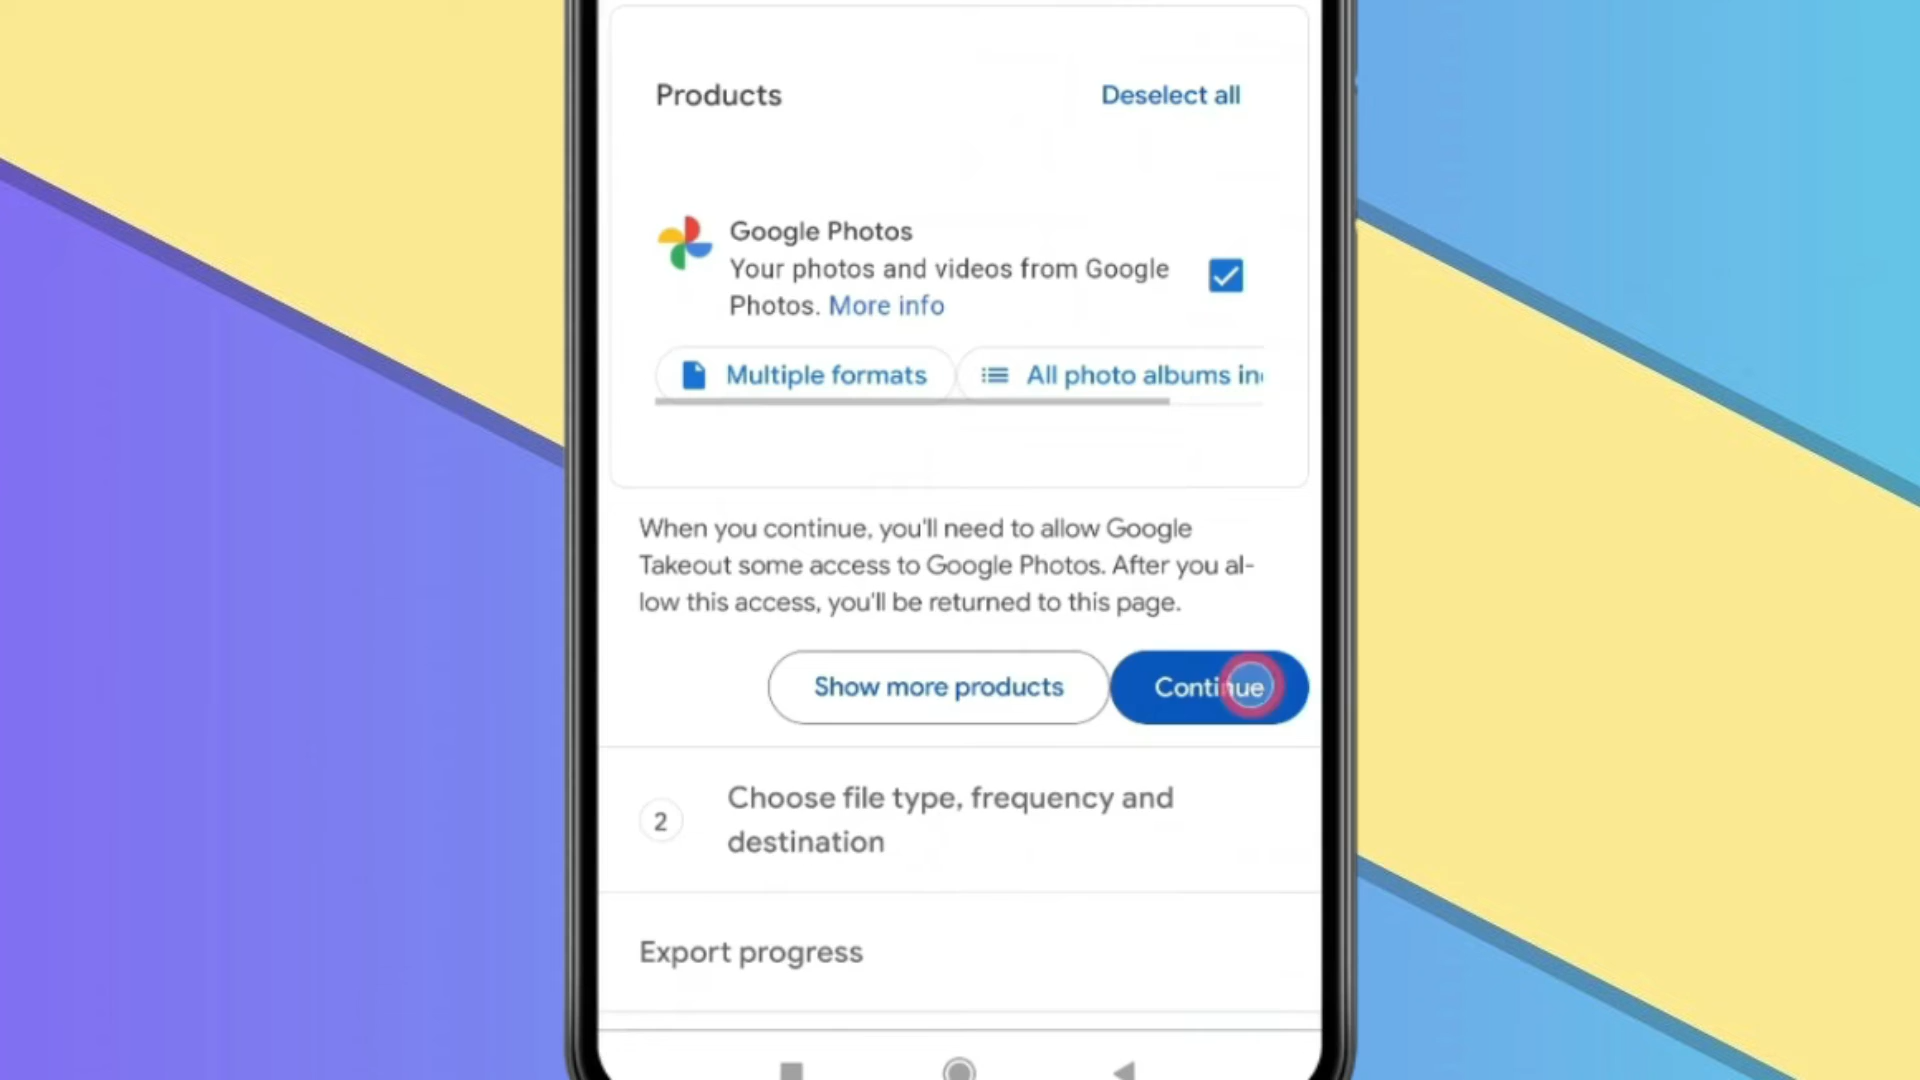 Products
Deselect all
Google Photos
Your photos and videos from Google
Photos. More info
Multiple formats
All photo albums in
When you continue, you'll need to allow Google
Takeout some access to Google Photos. After you al-
low this access, you'll be returned to this page.
Show more products
Continue
2
Choose file type, frequency and
destination
Export progress